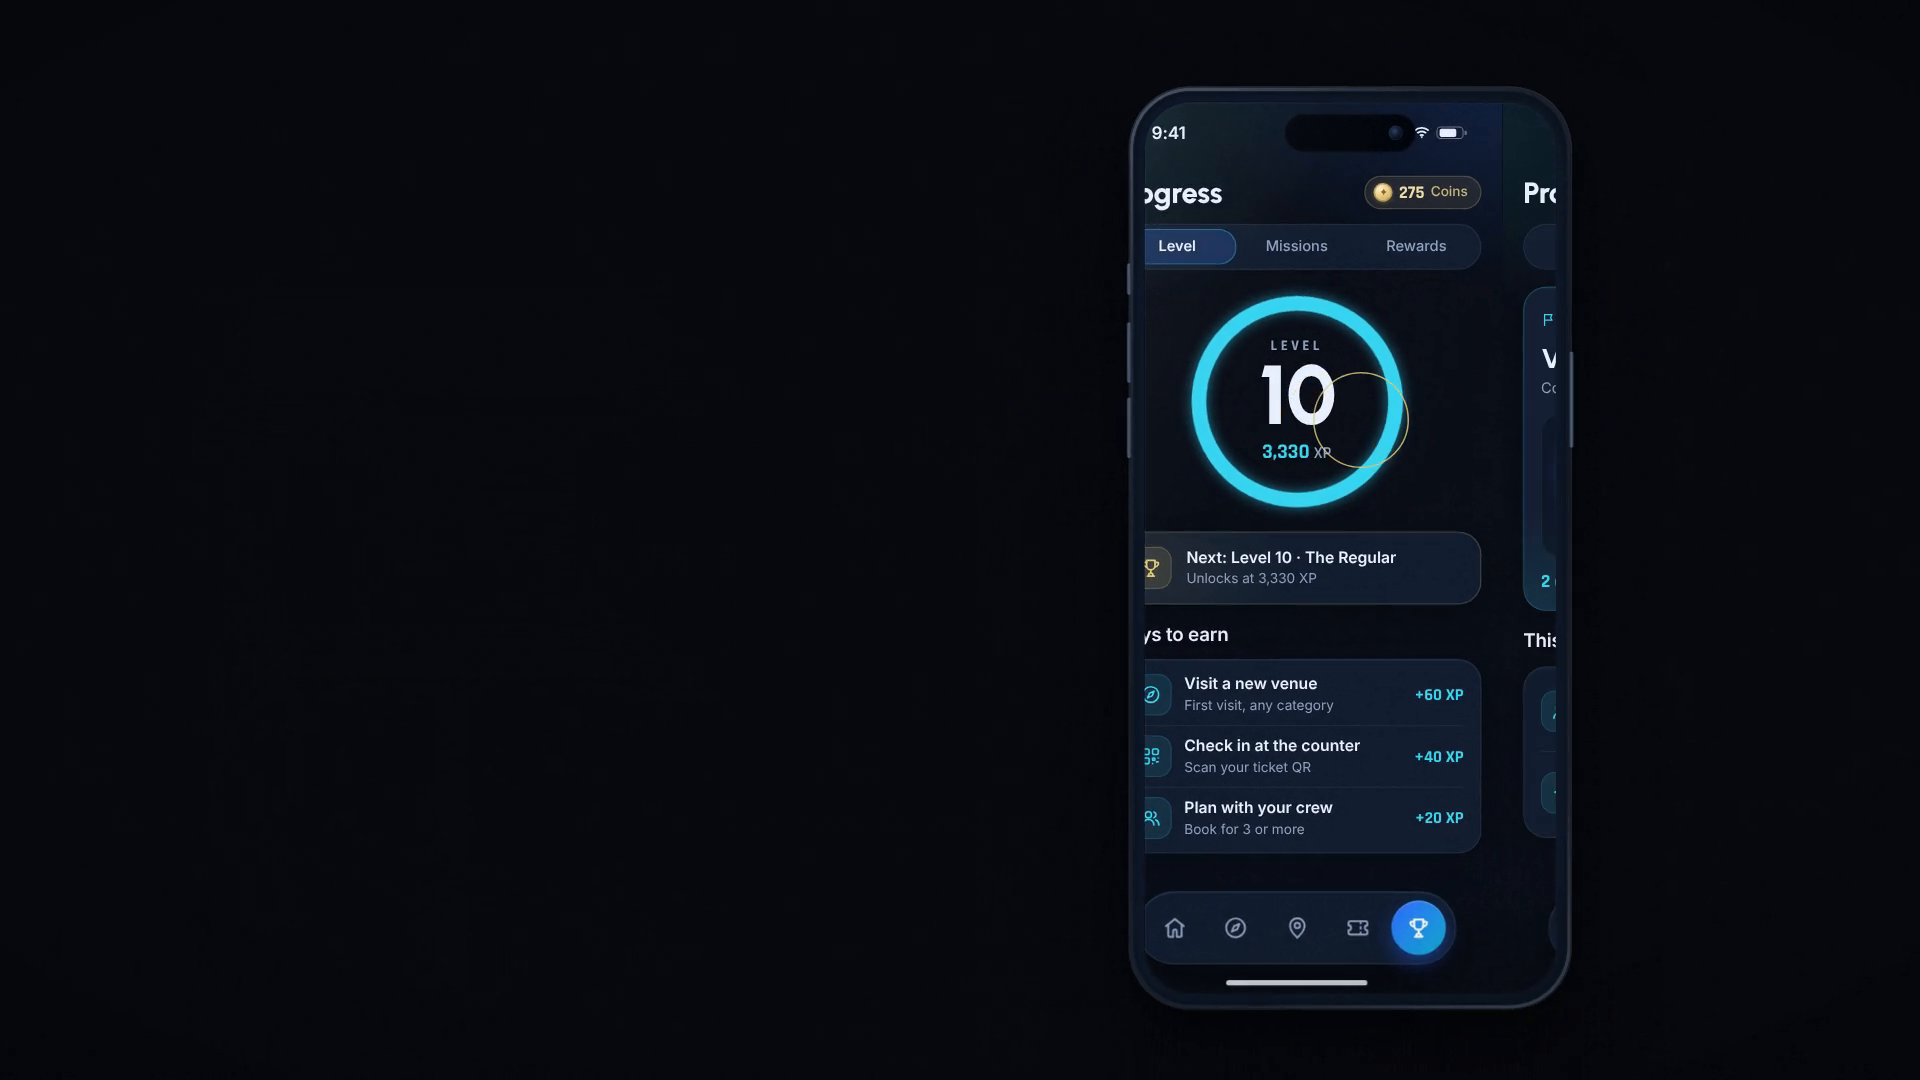 9:41
ogress
275 Coins
Pro
Level
Missions
Rewards
LEVEL
10
3,330 XP
V
Co
Next: Level 10 · The Regular
Unlocks at 3,330 XP
2
ys to earn
This
Visit a new venue
First visit, any category
+60 XP
Check in at the counter
Scan your ticket QR
+40 XP
Plan with your crew
Book for 3 or more
+20 XP